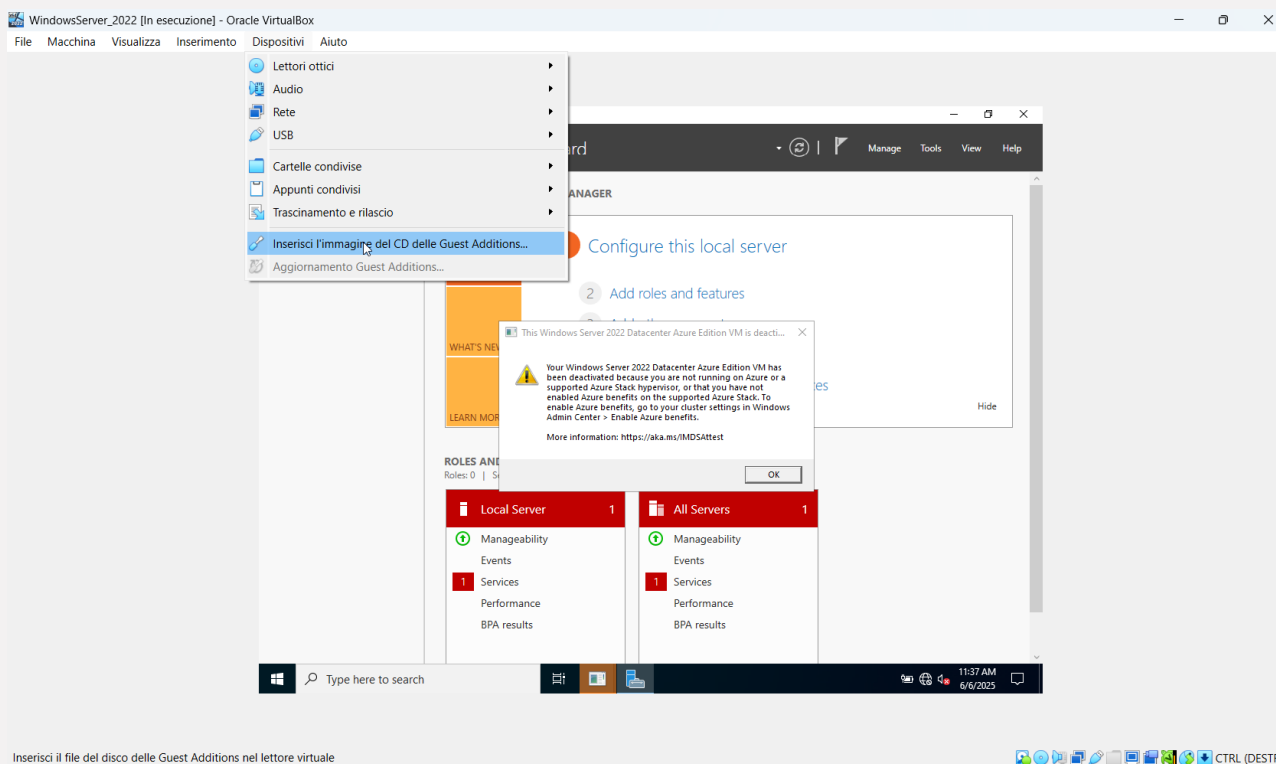 WindowsServer_2022 [In esecuzione] - Oracle VirtualBox
File Macchina Visualizza Inserimento Dispositivi Aiuto
Lettori ottici
Audio
Rete
USB
Cartelle condivise
Appunti condivisi
Trascinamento e rilascio
Inserisci l'immagine del CD delle Guest Additions...
Aggiornamento Guest Additions...
Manage Tools View Help
Configure this local server
2 Add roles and features
WHAT'S
LEARN
Hide
This Windows Server 2022 Datacenter Azure Edition VM is deacti...
Your Windows Server 2022 Datacenter Azure Edition VM has
been deactivated because you are not running on Azure or a
supported Azure Stack hypervisor, or that you have not
enabled Azure benefits on the supported Azure Stack. To
enable Azure benefits, go to your cluster settings in Windows
Admin Center > Enable Azure benefits.
More information: https://aka.ms/IMDSAttest
OK
ROLES
Roles: 0 |
Local Server 1
Manageability
Events
1 Services
Performance
BPA results
All Servers 1
Manageability
Events
1 Services
Performance
BPA results
Type here to search
11:37 AM
6/6/2025
Inserisci il file del disco delle Guest Additions nel lettore virtuale
CTRL